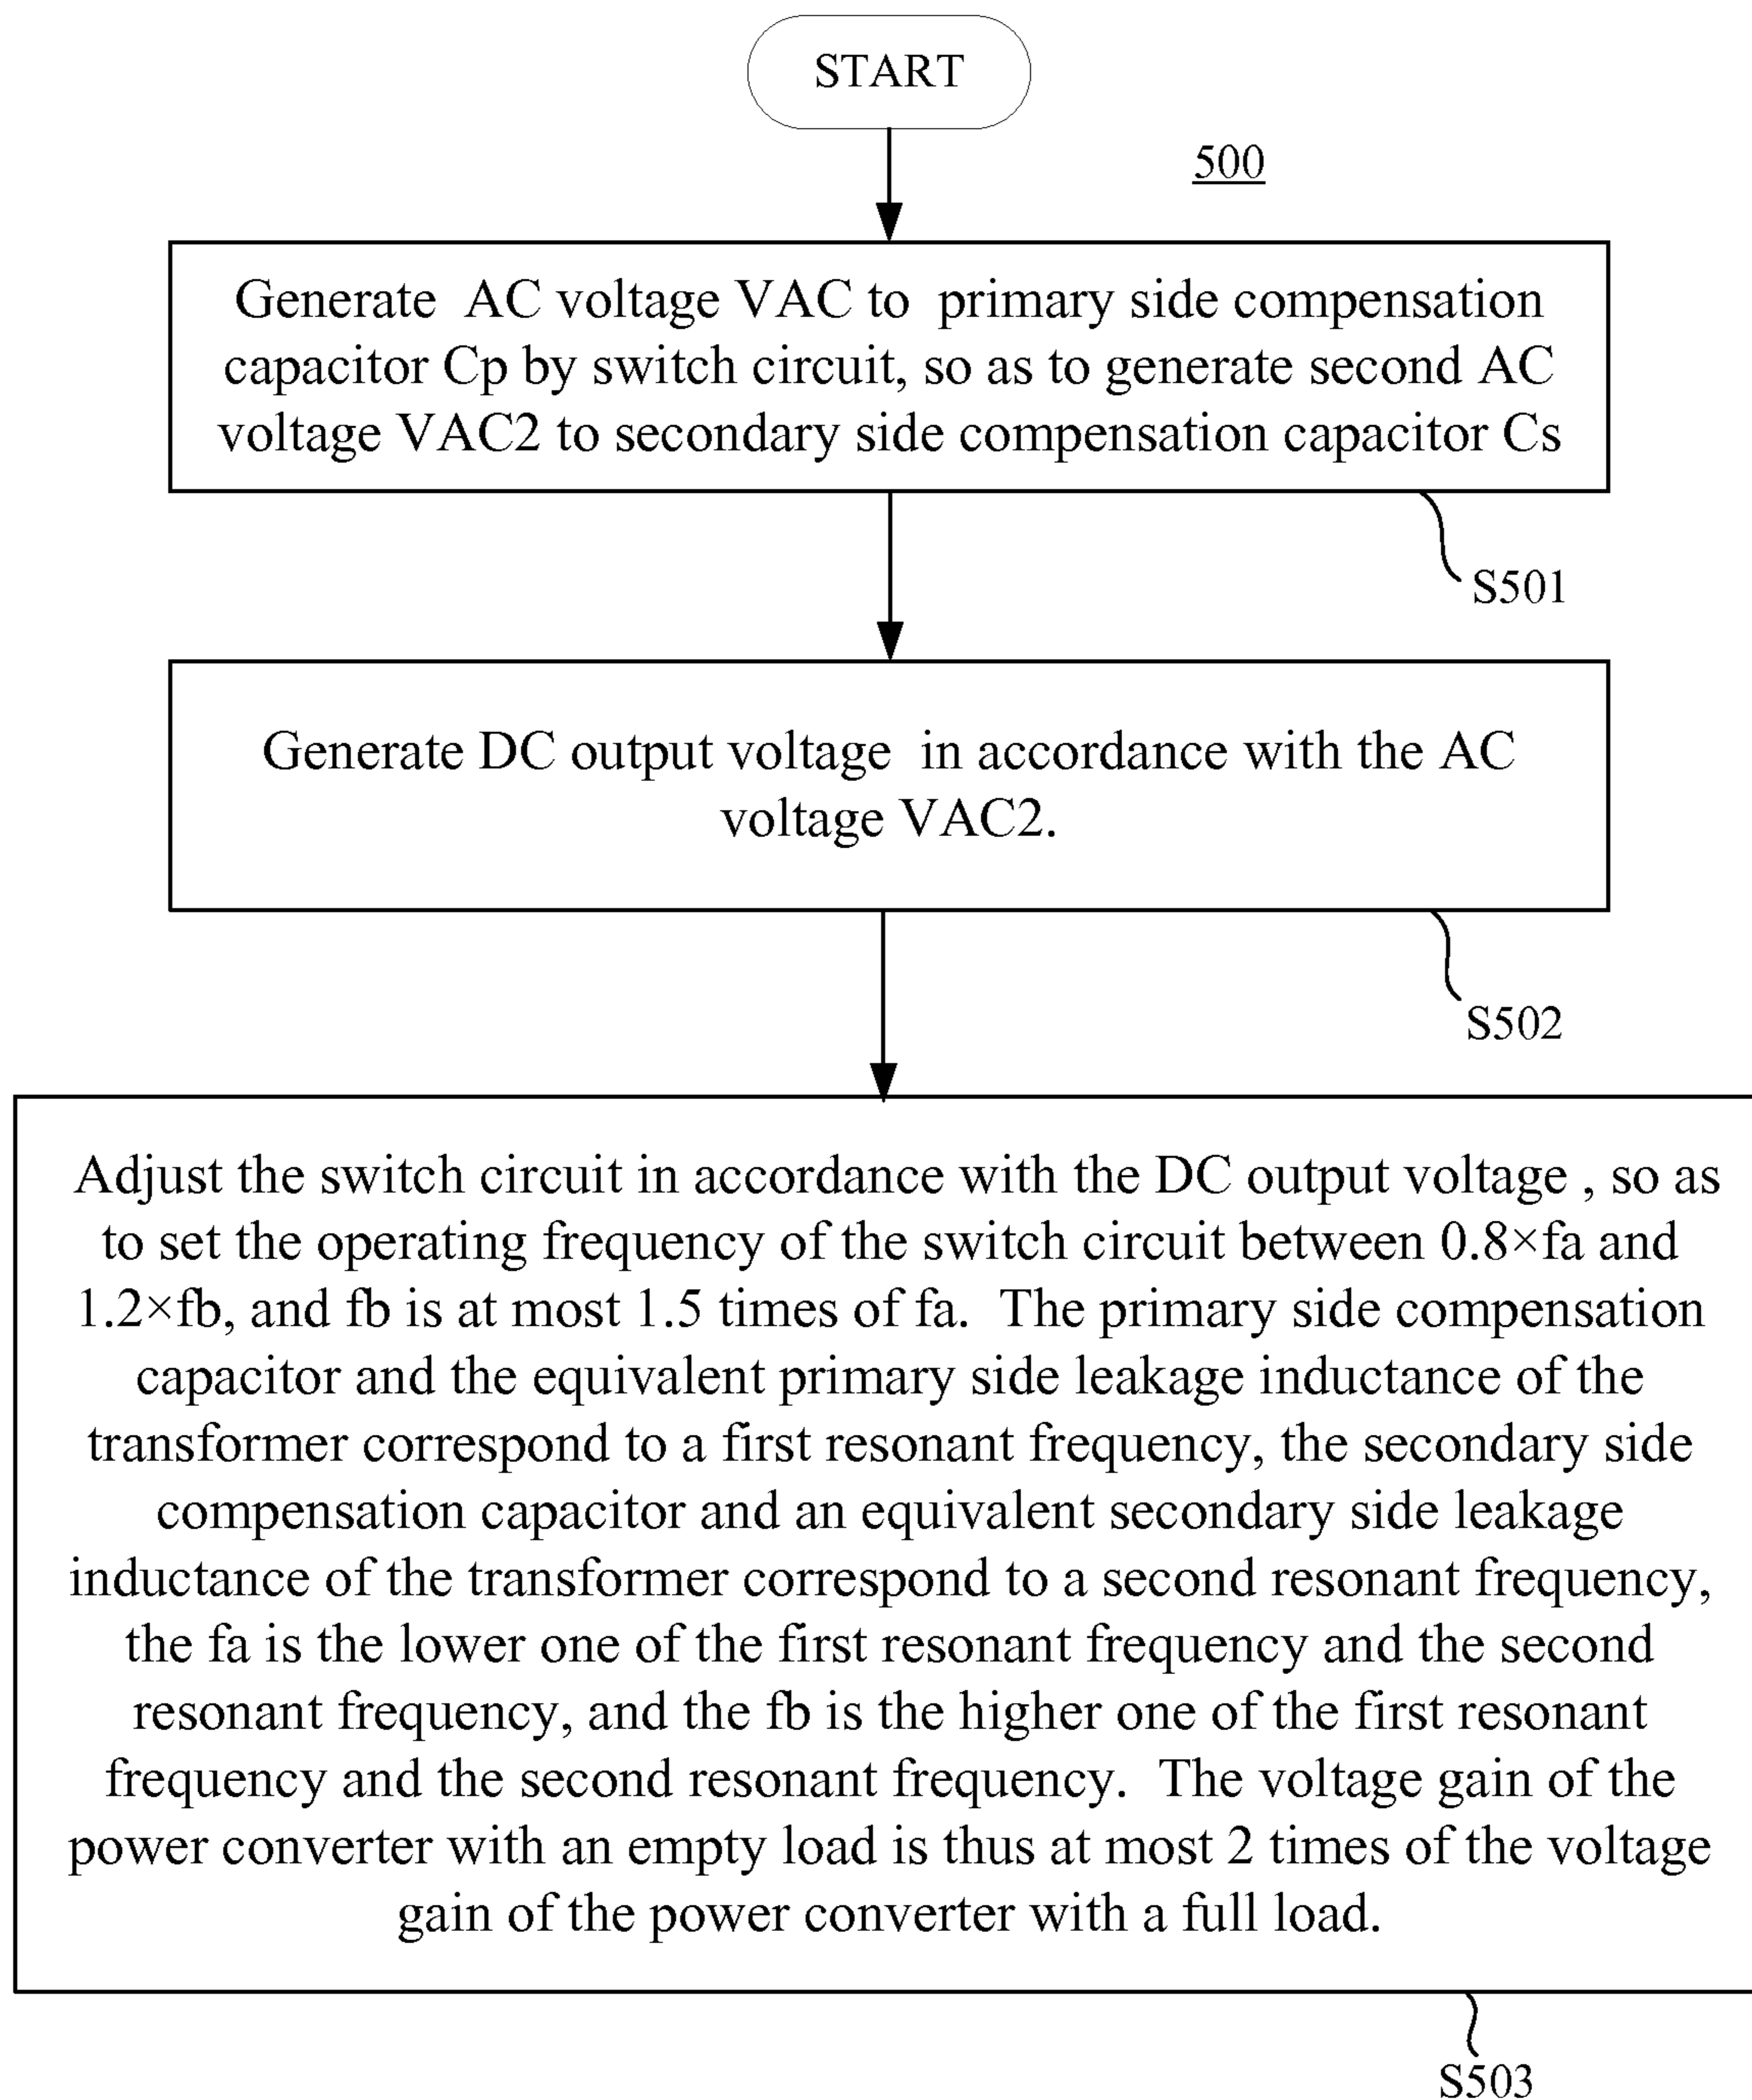 START
500
Generate AC voltage VAC to primary side compensation
capacitor Cp by switch circuit, so as to generate second AC
voltage VAC2 to secondary side compensation capacitor Cs
S501
Generate DC output voltage in accordance with the AC
voltage VAC2.
S502
Adjust the switch circuit in accordance with the DC output voltage , so as
to set the operating frequency of the switch circuit between 0.8×fa and
1.2×fb, and fb is at most 1.5 times of fa. The primary side compensation
capacitor and the equivalent primary side leakage inductance of the
transformer correspond to a first resonant frequency, the secondary side
compensation capacitor and an equivalent secondary side leakage
inductance of the transformer correspond to a second resonant frequency,
the fa is the lower one of the first resonant frequency and the second
resonant frequency, and the fb is the higher one of the first resonant
frequency and the second resonant frequency. The voltage gain of the
power converter with an empty load is thus at most 2 times of the voltage
gain of the power converter with a full load.
S503